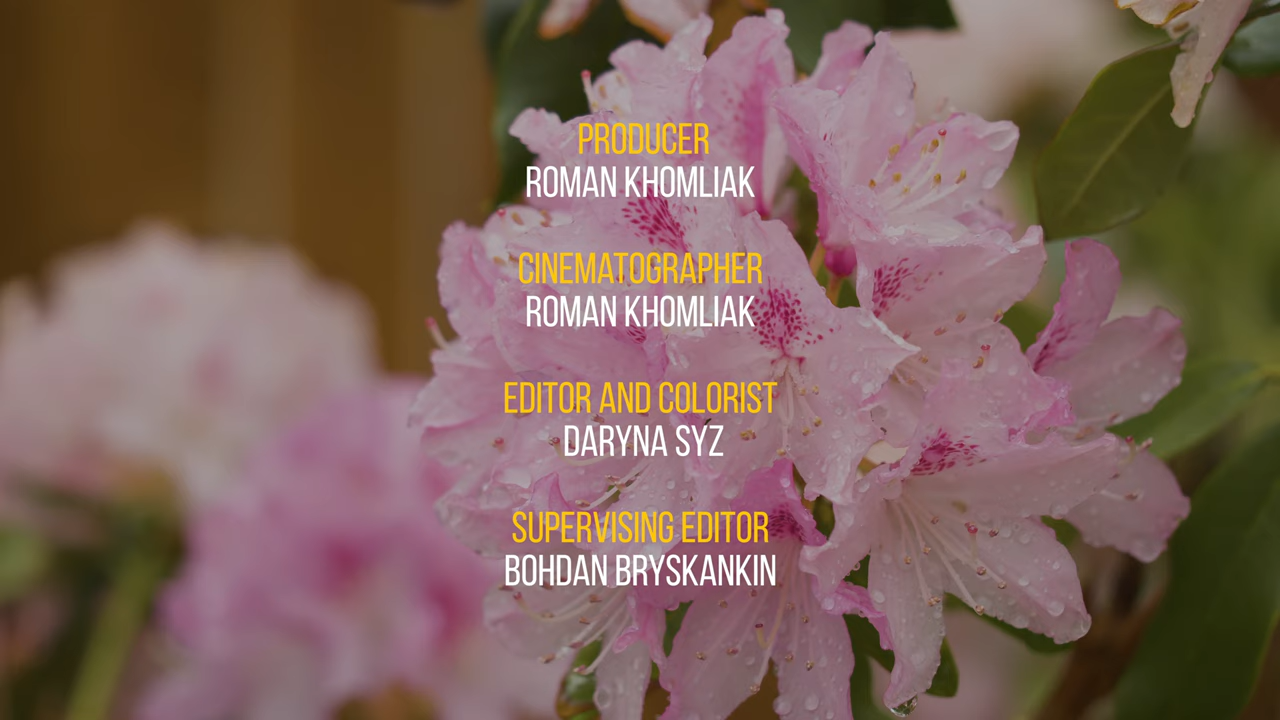 PRODUCER
ROMAN KHOMLIAK
CINEMATOGRAPHER
ROMAN KHOMLIAK
EDITOR AND COLORIST
DARYNA SYZ
SUPERVISING EDITOR
BOHDAN BRYSKANKIN